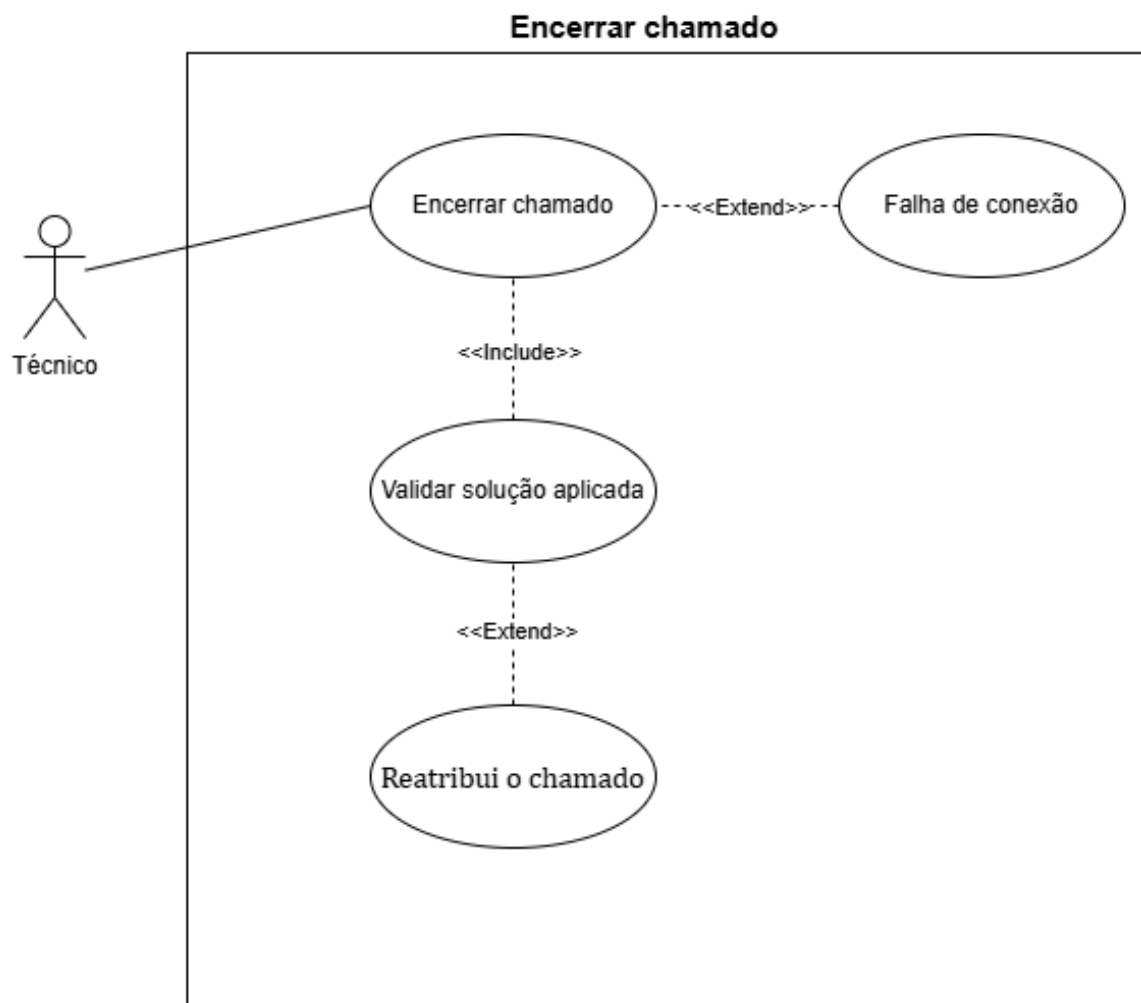 Encerrar chamado
Encerrar chamado
<<Extend>>
Falha de conexão
Técnico
<<Include>>
Validar solução aplicada
<<Extend>>
Reatribui o chamado